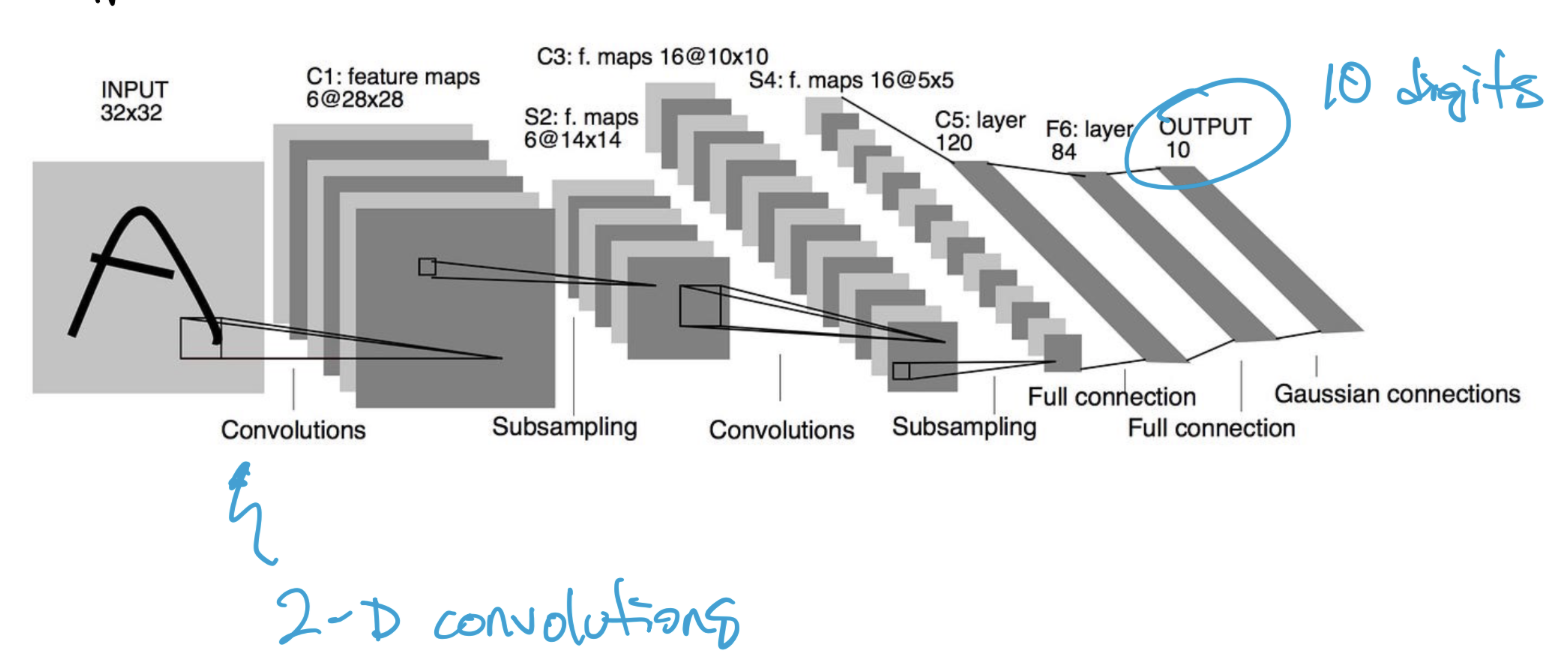 INPUT
32x32
C1: feature maps
6@28x28
S2: f. maps
6@14x14
C3: f. maps 16@10x10
S4: f. maps 16@5x5
C5: layer
120
F6: layer
84
OUTPUT
10
10 digits
Convolutions
Subsampling
Convolutions
Subsampling
Full connection
Full connection
Gaussian connections
2-D convolutions